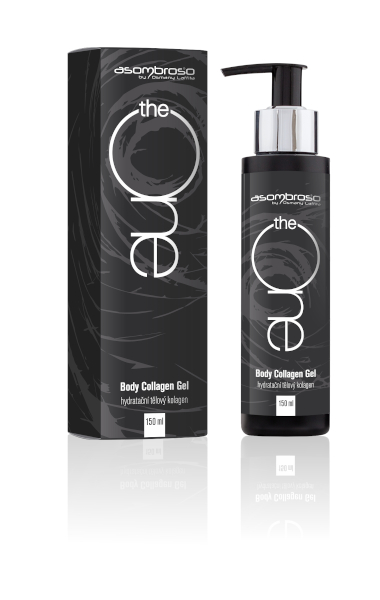 asombroso
by Osmany Laffita
the
One
Body Collagen Gel
hydratační tělový kolagen
150 ml
asombroso
by Osmany Laffita
the
One
Body Collagen Gel
hydratační tělový kolagen
150 ml